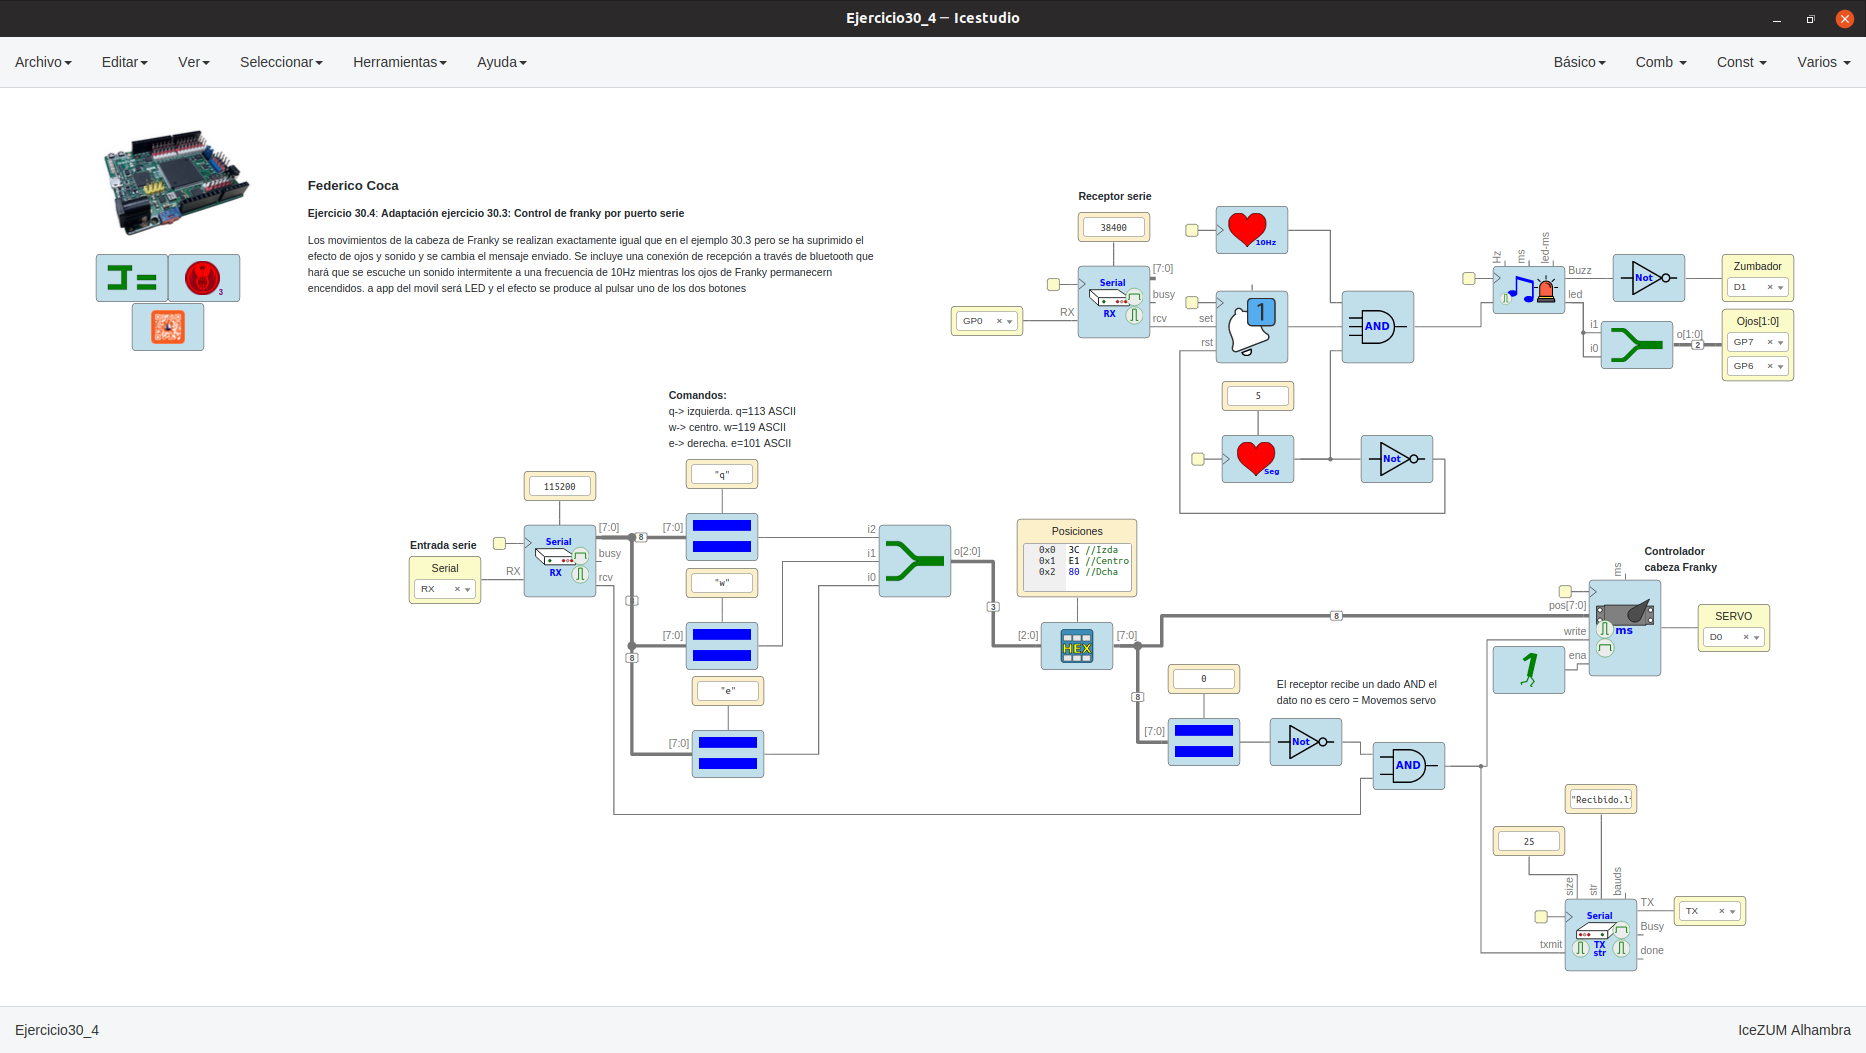 Ejercicio30_4 — Icestudio
Archivo Editar Ver Seleccionar Herramientas Ayuda Básico Comb Const Varios
3
Federico Coca
Ejercicio 30.4: Adaptación ejercicio 30.3: Control de franky por puerto serie
Los movimientos de la cabeza de Franky se realizan exactamente igual que en el ejemplo 30.3 pero se ha suprimido el
efecto de ojos y sonido y se cambia el mensaje enviado. Se incluye una conexión de recepción a través de bluetooth que
hará que se escuche un sonido intermitente a una frecuencia de 10Hz mientras los ojos de Franky permanecern
encendidos. a app del movil será LED y el efecto se produce al pulsar uno de los dos botones
Receptor serie
38400
10Hz
GP0
RX
Serial
RX
[7:0]
busy
rcv
set
rst
1
AND
5
Seg
Not
Hz
ms
led-ms
Buzz
led
Not
Zumbador
D1
i1
i0
o[1:0]
2
Ojos[1:0]
GP7
GP6
Comandos:
q-> izquierda. q=113 ASCII
w-> centro. w=119 ASCII
e-> derecha. e=101 ASCII
Entrada serie
Serial
RX
115200
RX
Serial
RX
[7:0]
busy
rcv
8
8
8
"q"
[7:0]
"w"
[7:0]
"e"
[7:0]
i2
i1
i0
o[2:0]
3
Posiciones
0x0 3C //Izda
0x1 E1 //Centro
0x2 80 //Dcha
[2:0]
HEX
[7:0]
8
8
0
[7:0]
El receptor recibe un dado AND el
dato no es cero = Movemos servo
Not
AND
Controlador
cabeza Franky
ms
pos[7:0]
write
ena
ms
1
SERVO
D0
"Recibido.l
25
size
str
bauds
txmit
Serial
TX
str
TX
Busy
done
TX
Ejercicio30_4
IceZUM Alhambra